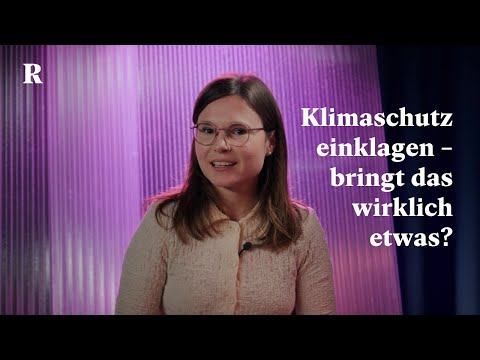 R
Klimaschutz
einklagen –
bringt das
wirklich
etwas?